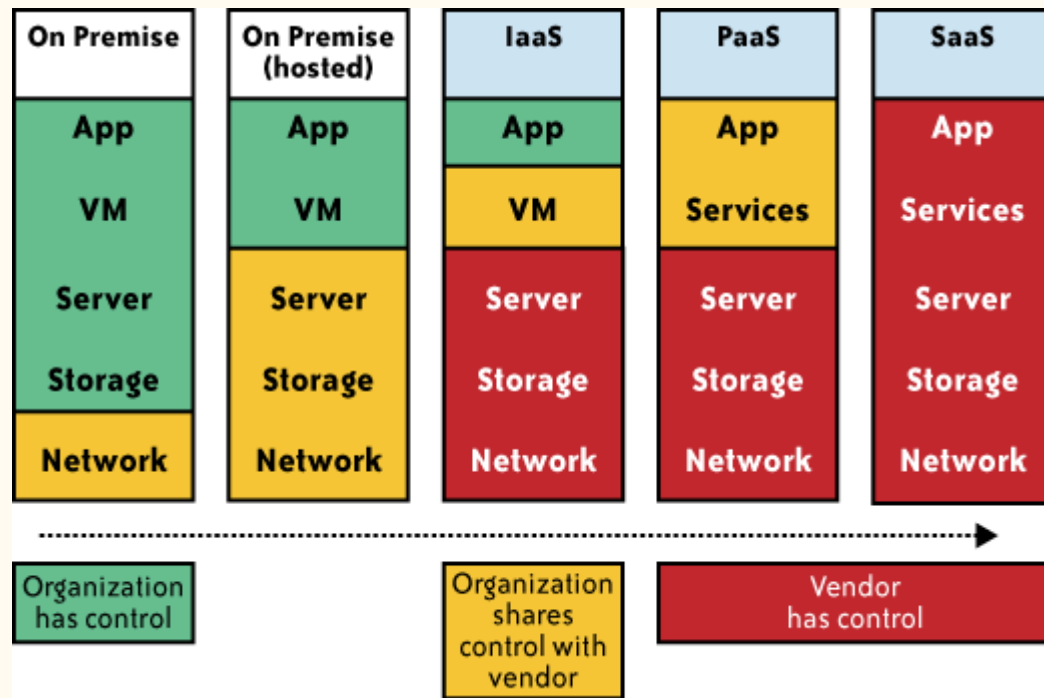 On Premise
App
VM
Server
Storage
Network
On Premise
(hosted)
App
VM
Server
Storage
Network
IaaS
App
VM
Server
Storage
Network
PaaS
App
Services
Server
Storage
Network
SaaS
App
Services
Server
Storage
Network
Organization
has control
Organization
shares
control with
vendor
Vendor
has control